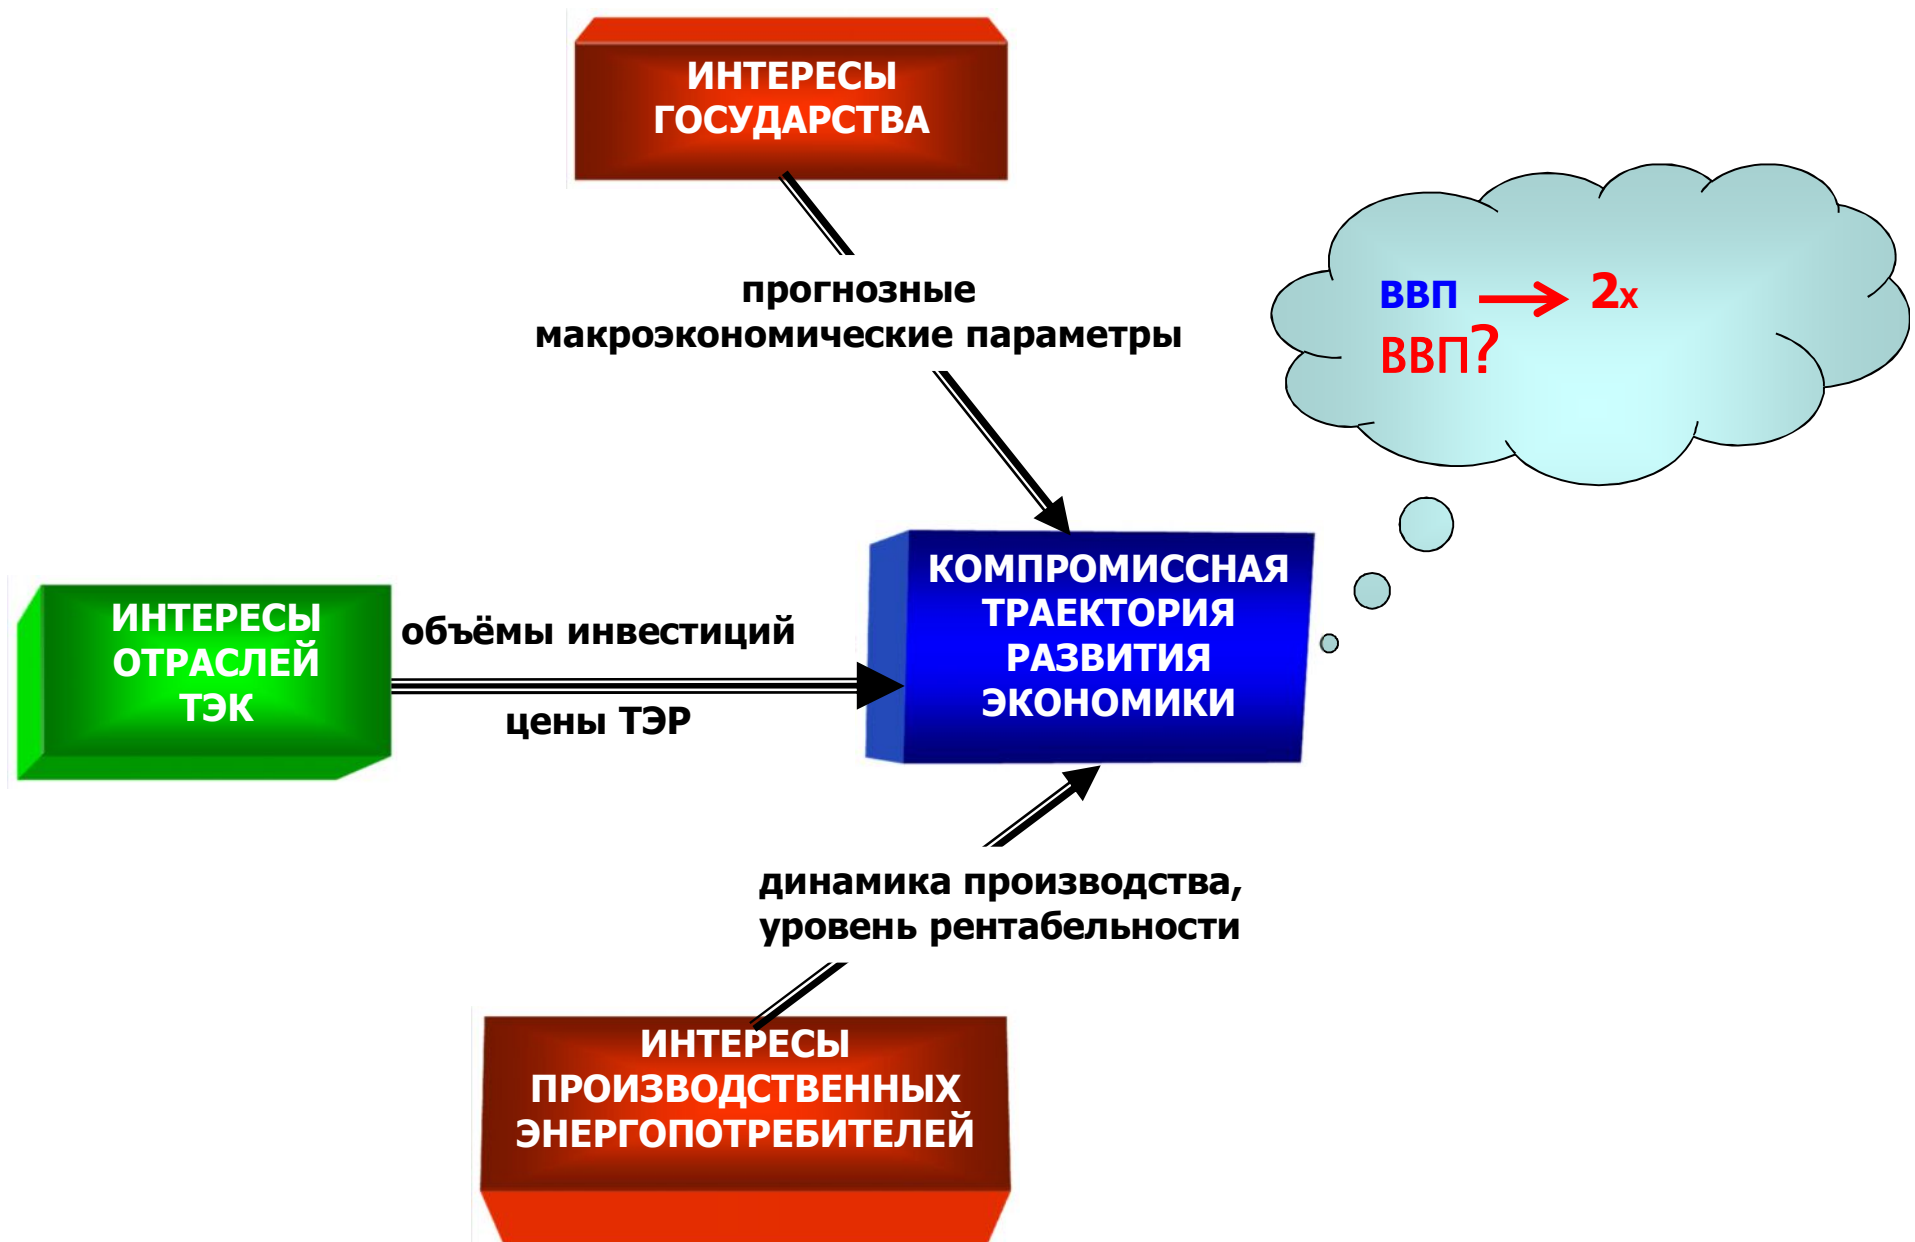 ИНТЕРЕСЫ
ГОСУДАРСТВА
прогнозные
макроэкономические параметры
ВВП 2х
ВВП?
КОМПРОМИССНАЯ
ТРАЕКТОРИЯ
РАЗВИТИЯ
ЭКОНОМИКИ
ИНТЕРЕСЫ
ОТРАСЛЕЙ
ТЭК
объёмы инвестиций
цены ТЭР
динамика производства,
уровень рентабельности
ИНТЕРЕСЫ
ПРОИЗВОДСТВЕННЫХ
ЭНЕРГОПОТРЕБИТЕЛЕЙ